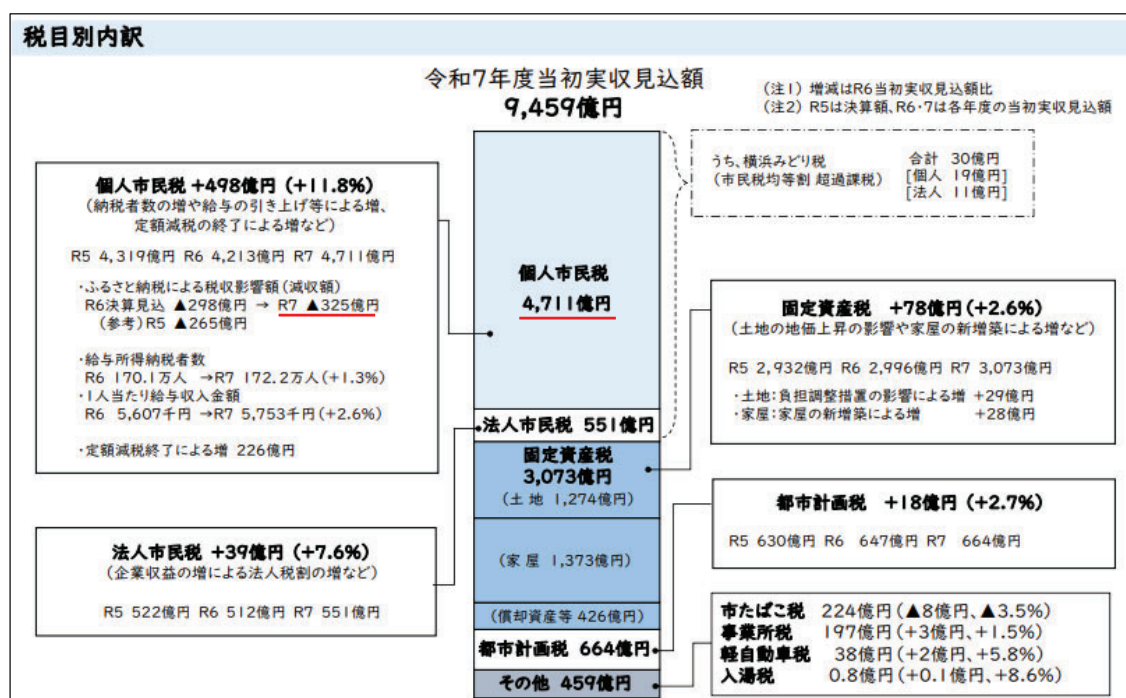 税目別内訳
令和7年度当初実収見込額
9,459億円
(注1) 増減はR6当初実収見込額比
(注2) R5は決算額、R6・7は各年度の当初実収見込額
うち、横浜みどり税 合計 30億円
(市民税均等割 超過課税) [個人 19億円]
[法人 11億円]
個人市民税 +498億円 (+11.8%)
(納税者数の増や給与の引き上げ等による増、
定額減税の終了による増など)
R5 4,319億円 R6 4,213億円 R7 4,711億円
・ふるさと納税による税収影響額(減収額)
R6決算見込 ▲298億円 → R7 ▲325億円
(参考)R5 ▲265億円
・給与所得納税者数
R6 170.1万人 →R7 172.2万人(+1.3%)
・1人当たり給与収入金額
R6 5,607千円 →R7 5,753千円(+2.6%)
・定額減税終了による増 226億円
法人市民税 +39億円 (+7.6%)
(企業収益の増による法人税割の増など)
R5 522億円 R6 512億円 R7 551億円
個人市民税
4,711億円
法人市民税 551億円
固定資産税
3,073億円
(土 地 1,274億円)
(家 屋 1,373億円)
(償却資産等 426億円)
都市計画税 664億円
その他 459億円
固定資産税 +78億円 (+2.6%)
(土地の地価上昇の影響や家屋の新増築による増など)
R5 2,932億円 R6 2,996億円 R7 3,073億円
・土地:負担調整措置の影響による増 +29億円
・家屋:家屋の新増築による増 +28億円
都市計画税 +18億円 (+2.7%)
R5 630億円 R6 647億円 R7 664億円
市たばこ税 224億円 (▲8億円、▲3.5%)
事業所税 197億円 (+3億円、+1.5%)
軽自動車税 38億円 (+2億円、+5.8%)
入湯税 0.8億円 (+0.1億円、+8.6%)